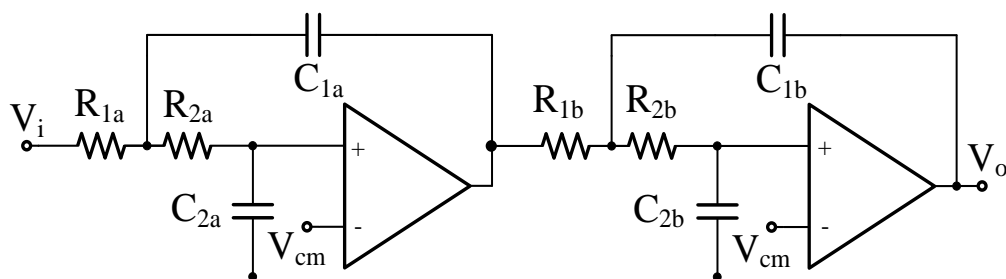 C1a
C1b
Vi
R1a
R2a
R1b
R2b
+
+
Vo
C2a
C2b
-
-
Vcm
Vcm